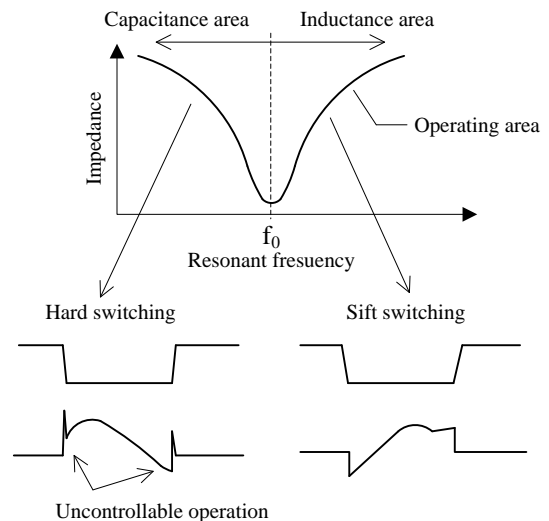 Capacitance area
Inductance area
Impedance
Operating area
f0
Resonant fresuency
Hard switching
Sift switching
Uncontrollable operation